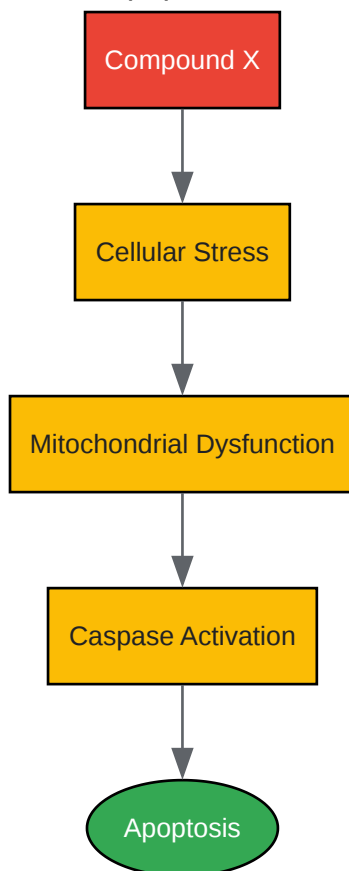 Compound X
Cellular Stress
Mitochondrial Dysfunction
Caspase Activation
Apoptosis